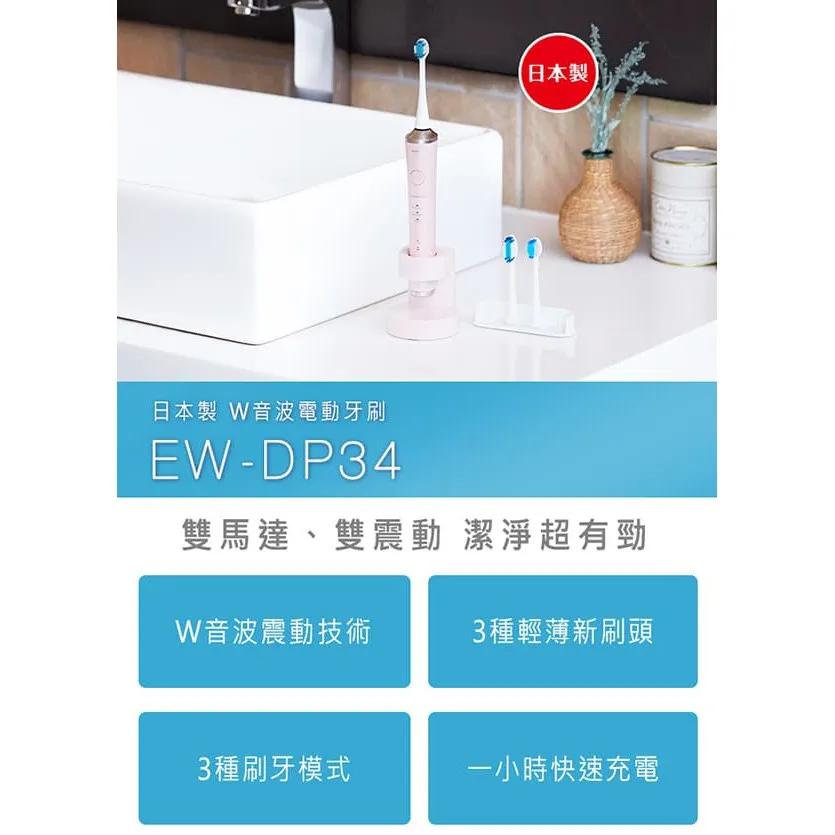 日本製
日本製 W音波電動牙刷
EW-DP34
雙馬達、雙震動 潔淨超有勁
W音波震動技術
3種輕薄新刷頭
3種刷牙模式
一小時快速充電